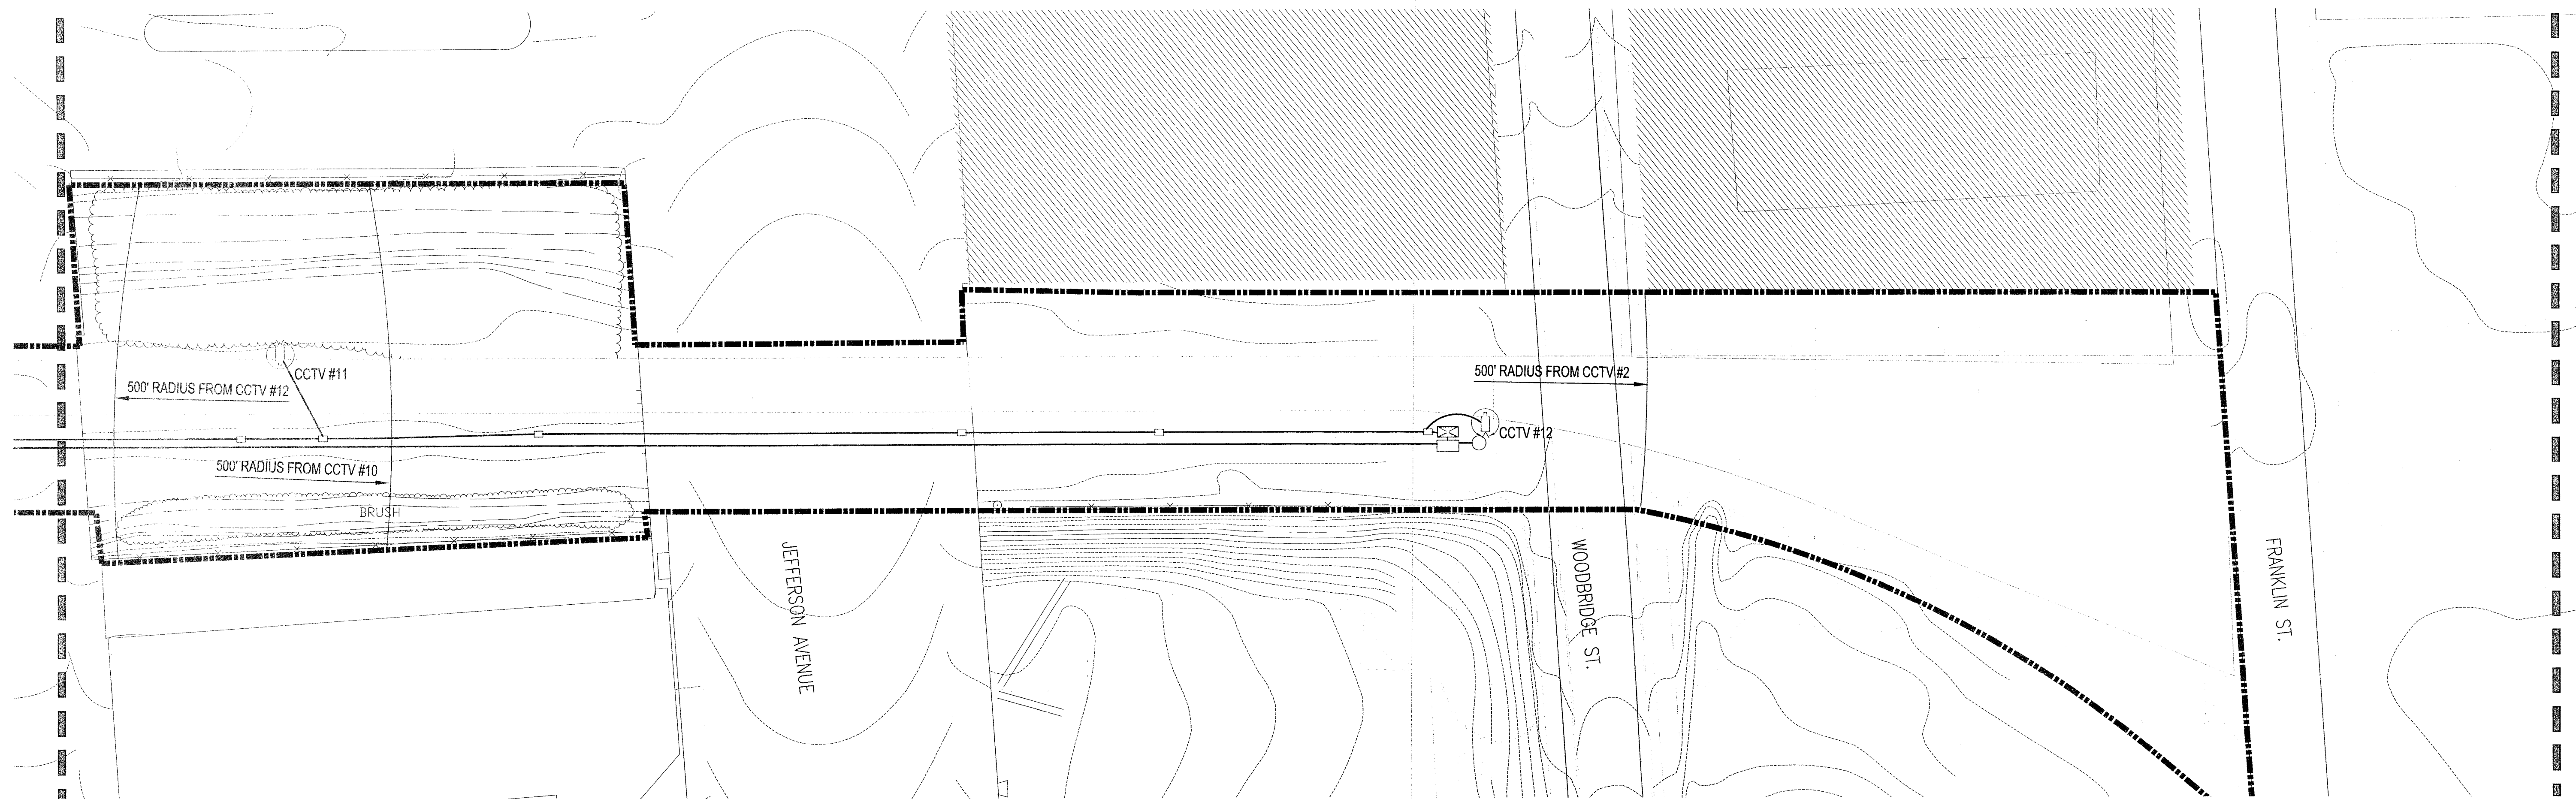 CCTV #11
500' RADIUS FROM CCTV #12
500' RADIUS FROM CCTV #2
CCTV #12
500' RADIUS FROM CCTV #10
BRUSH
JEFFERSON AVENUE
WOODBRIDGE ST.
FRANKLIN ST.